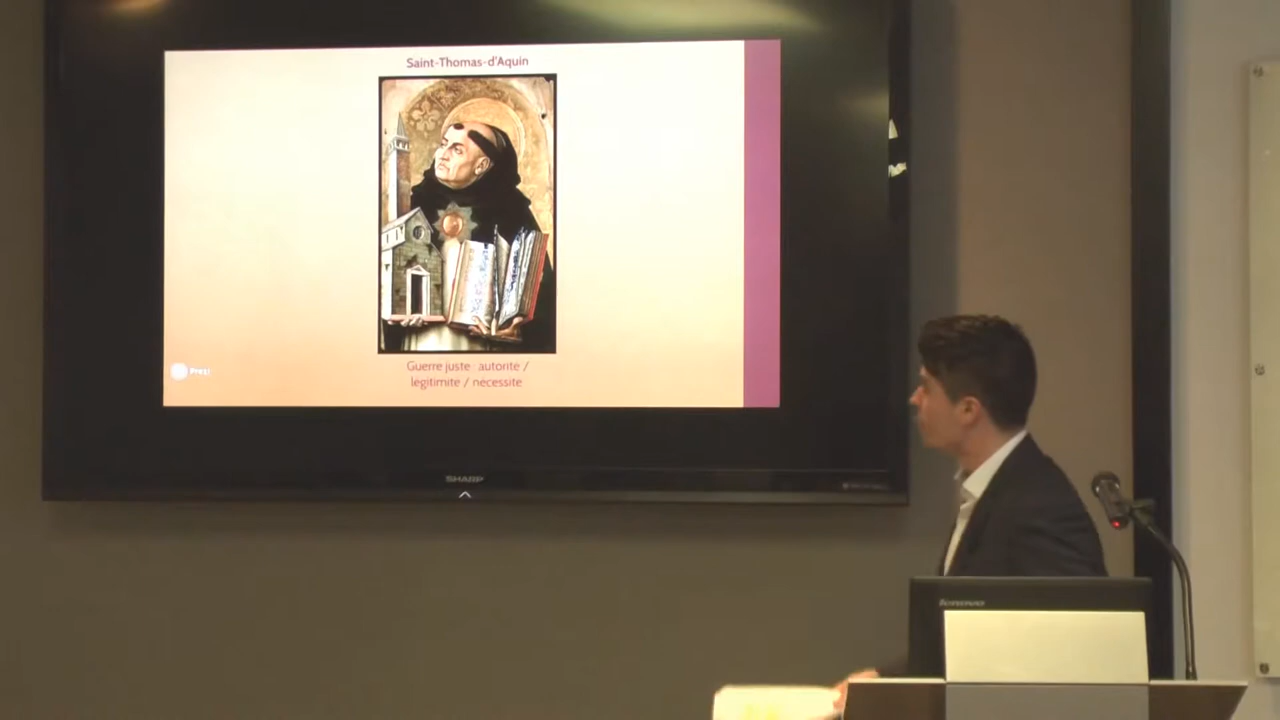 Saint-Thomas-d'Aquin
Guerre juste autorite /
legitimite / necessite
Prezi
SHARP
lenovo